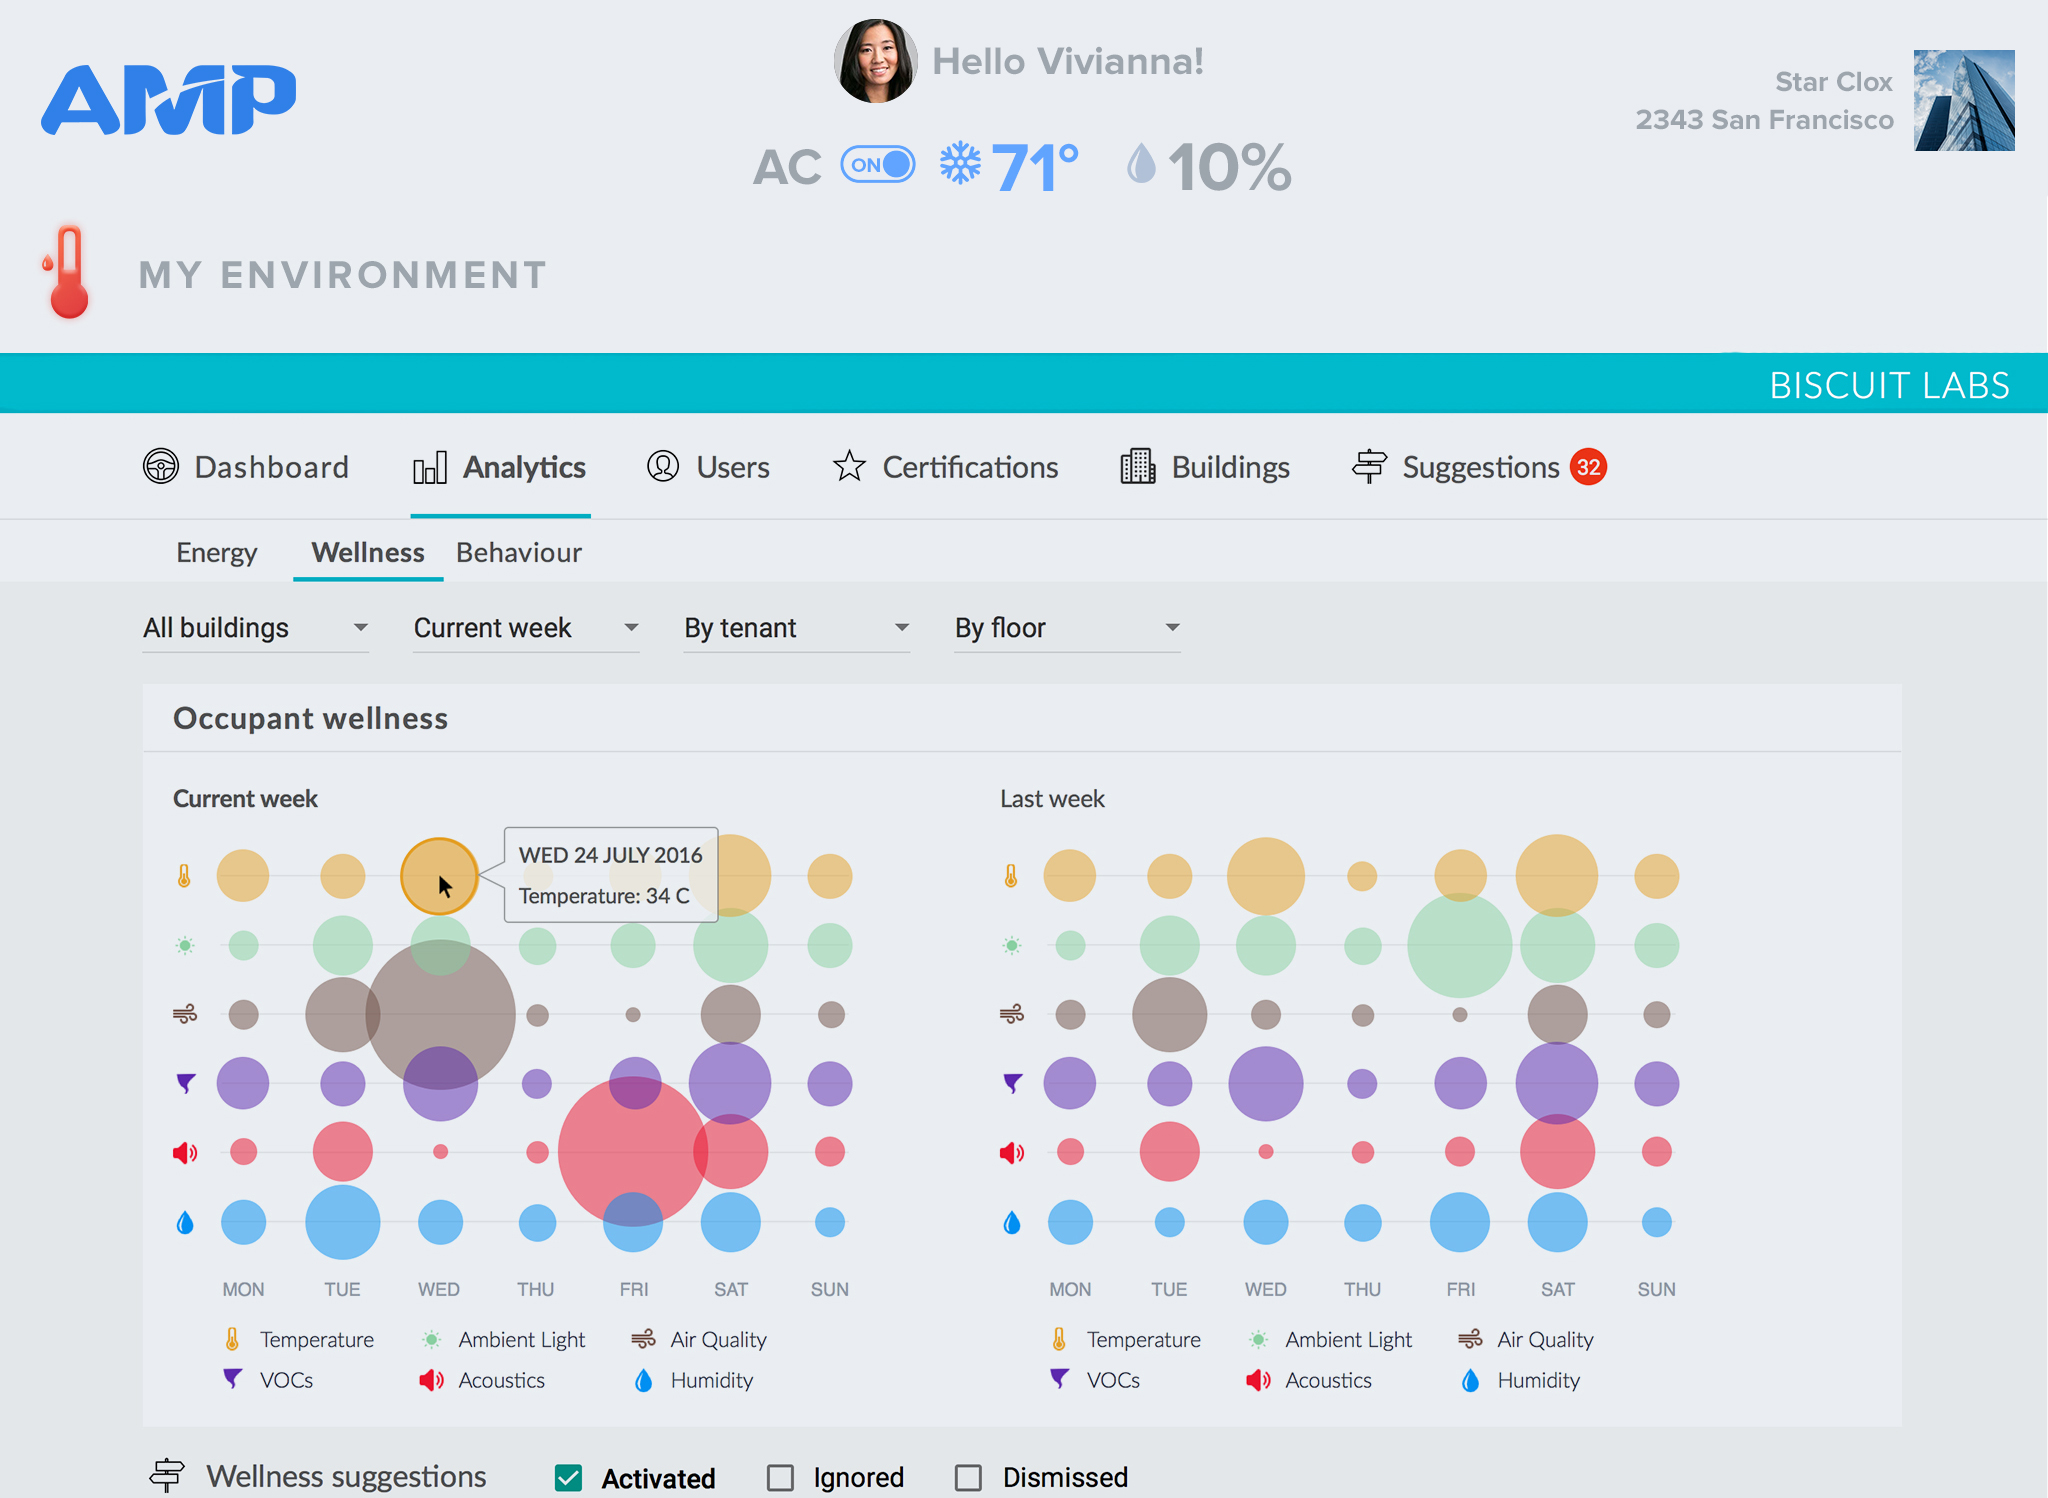 AMP
Hello Vivianna!
Star Clox
2343 San Francisco
AC ON 71° 10%
MY ENVIRONMENT
BISCUIT LABS
Dashboard Analytics Users Certifications Buildings Suggestions 32
Energy Wellness Behaviour
All buildings Current week By tenant By floor
Occupant wellness
Current week Last week
WED 24 JULY 2016
Temperature: 34 C
MON TUE WED THU FRI SAT SUN MON TUE WED THU FRI SAT SUN
Temperature Ambient Light Air Quality Temperature Ambient Light Air Quality
VOCs Acoustics Humidity VOCs Acoustics Humidity
Wellness suggestions Activated Ignored Dismissed